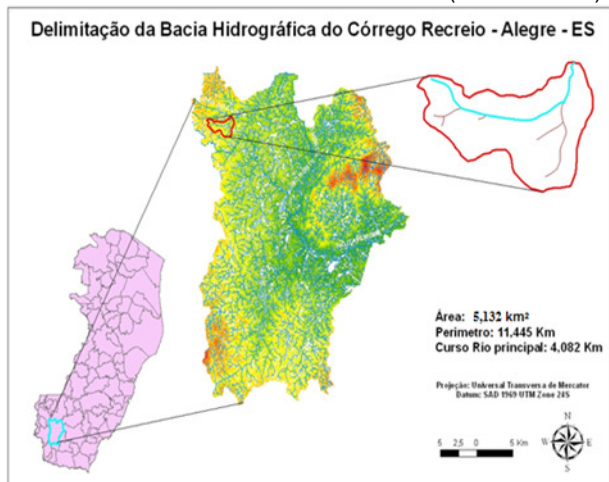 Delimitação da Bacia Hidrográfica do Córrego Recreio - Alegre - ES
Área: 5,132 km²
Perimetro: 11,445 Km
Curso Rio principal: 4,082 Km
Projeção: Universal Transversa de Mercator
Datum: SAD 1969 UTM Zone 24S
N
W E
S
5 2,5 0 5 Km